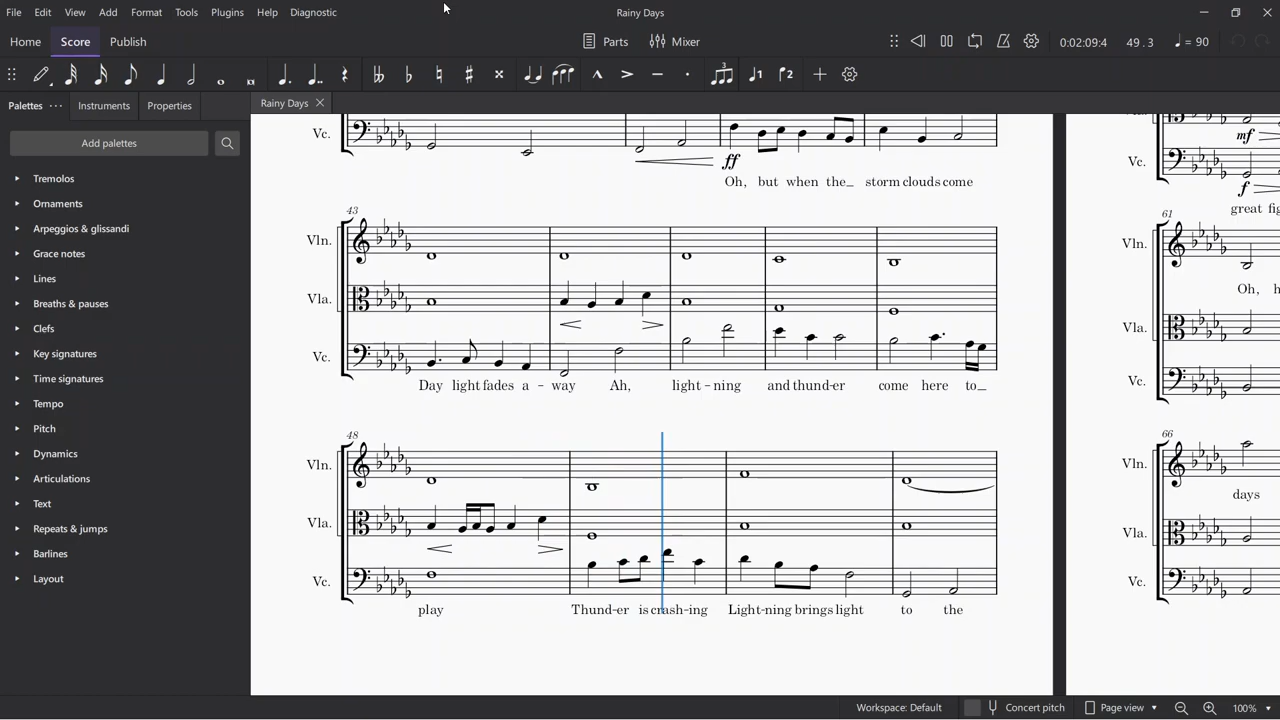 File Edit View Add Format Tools Plugins Help Diagnostic Rainy Days
Home Score Publish Parts Mixer 0:02:09:4 49.3 = 90
Palettes Instruments Properties Rainy Days
Add palettes
Tremolos
Ornaments
Arpeggios & glissandi
Grace notes
Lines
Breaths & pauses
Clefs
Key signatures
Time signatures
Tempo
Pitch
Dynamics
Articulations
Text
Repeats & jumps
Barlines
Layout
Vc.
ff
Oh, but when the_ storm clouds come
43
Vln.
Vla.
Vc.
Day light fades a - way Ah, light - ning and thund-er come here to_
48
Vln.
Vla.
Vc.
play Thund-er is crash-ing Light-ning brings light to the
mf
Vc.
f
great fig
61
Vln.
Oh, h
Vla.
Vc.
66
Vln.
days
Vla.
Vc.
Workspace: Default Concert pitch Page view 100%